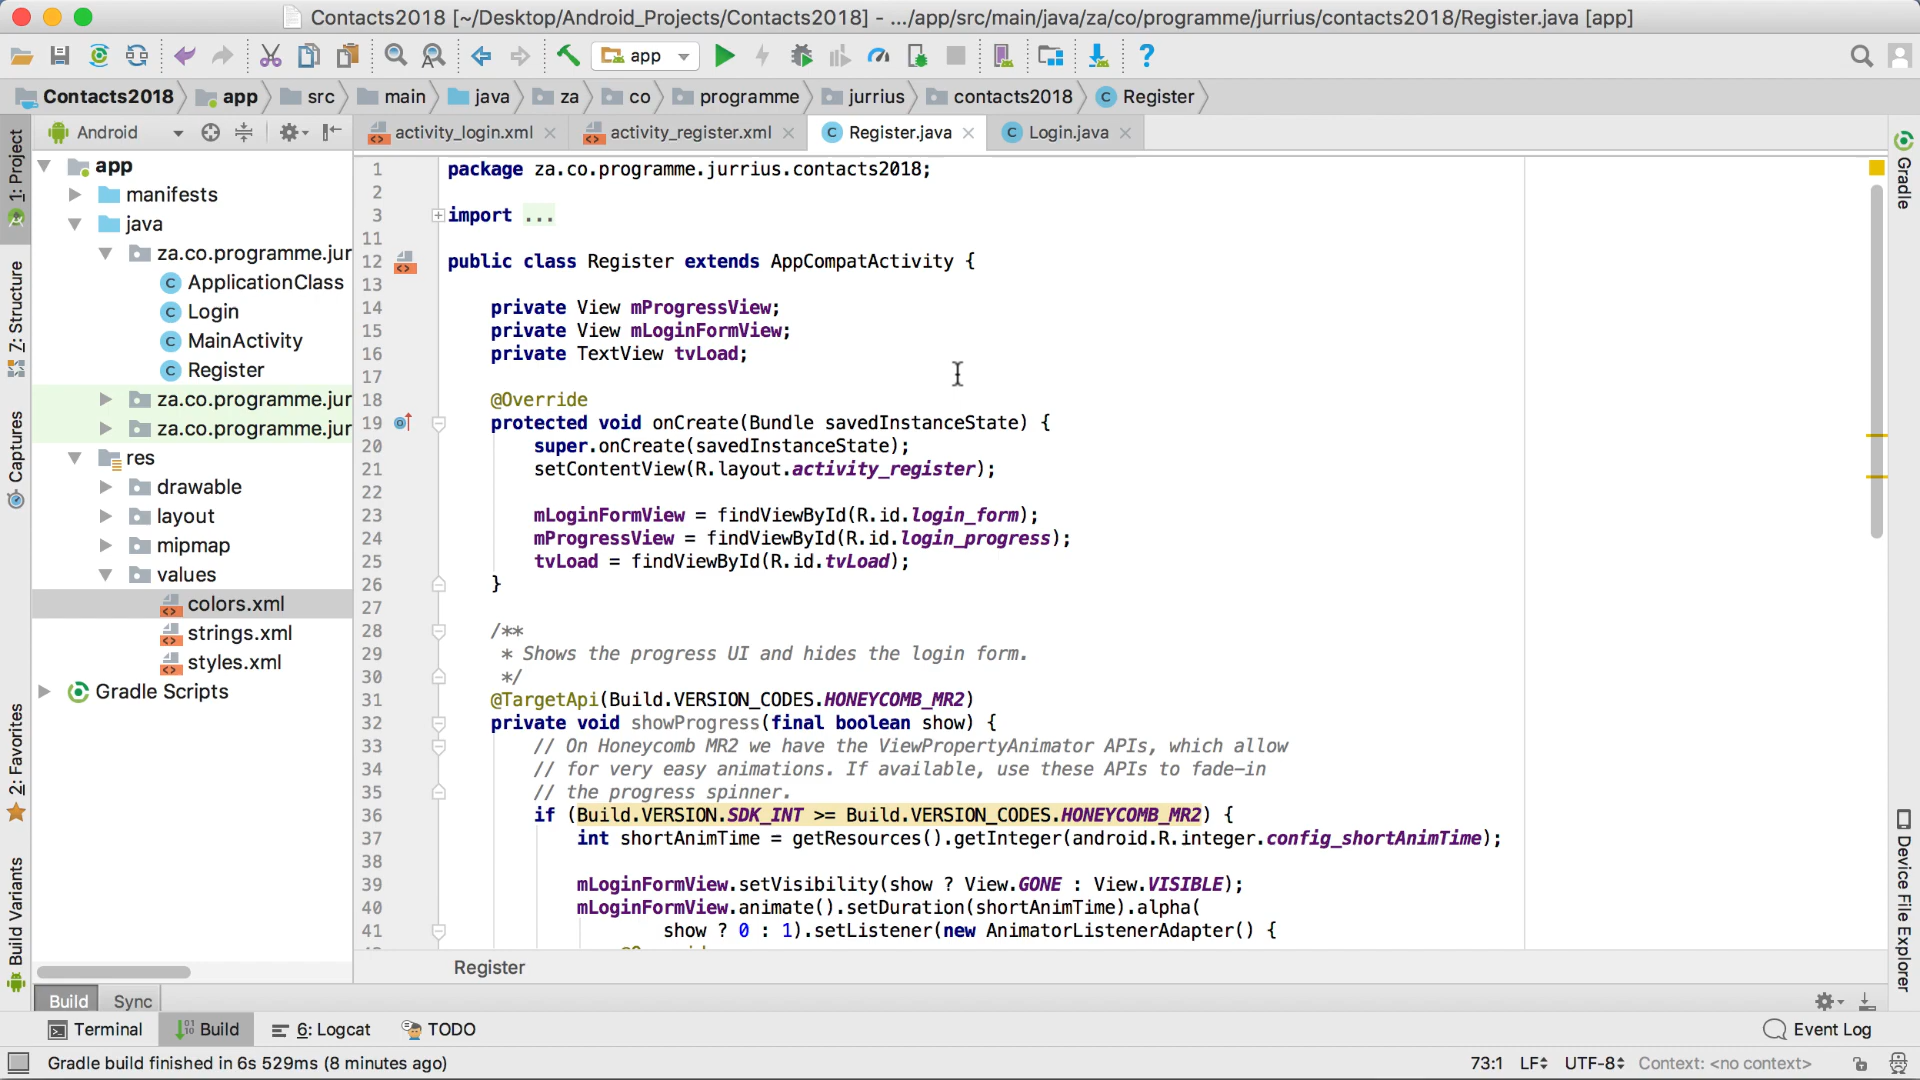 Contacts2018 [~/Desktop/Android_Projects/Contacts2018] - .../app/src/main/java/za/co/programme/jurrius/contacts2018/Register.java [app]
app
Contacts2018 app src main java za co programme jurrius contacts2018 Register
Android
activity_login.xml activity_register.xml Register.java Login.java
1: Project
Z: Structure
Captures
2: Favorites
Build Variants
app
manifests
java
za.co.programme.jur
ApplicationClass
Login
MainActivity
Register
za.co.programme.jur
za.co.programme.jur
res
drawable
layout
mipmap
values
colors.xml
strings.xml
styles.xml
Gradle Scripts
1 package za.co.programme.jurrius.contacts2018;
2
3 import ...
11
12 public class Register extends AppCompatActivity {
13
14 private View mProgressView;
15 private View mLoginFormView;
16 private TextView tvLoad;
17
18 @Override
19 protected void onCreate(Bundle savedInstanceState) {
20 super.onCreate(savedInstanceState);
21 setContentView(R.layout.activity_register);
22
23 mLoginFormView = findViewById(R.id.login_form);
24 mProgressView = findViewById(R.id.login_progress);
25 tvLoad = findViewById(R.id.tvLoad);
26 }
27
28 /**
29 * Shows the progress UI and hides the login form.
30 */
31 @TargetApi(Build.VERSION_CODES.HONEYCOMB_MR2)
32 private void showProgress(final boolean show) {
33 // On Honeycomb MR2 we have the ViewPropertyAnimator APIs, which allow
34 // for very easy animations. If available, use these APIs to fade-in
35 // the progress spinner.
36 if (Build.VERSION.SDK_INT >= Build.VERSION_CODES.HONEYCOMB_MR2) {
37 int shortAnimTime = getResources().getInteger(android.R.integer.config_shortAnimTime);
38
39 mLoginFormView.setVisibility(show ? View.GONE : View.VISIBLE);
40 mLoginFormView.animate().setDuration(shortAnimTime).alpha(
41 show ? 0 : 1).setListener(new AnimatorListenerAdapter() {
Register
Gradle
Device File Explorer
Build Sync
Terminal Build 6: Logcat TODO Event Log
Gradle build finished in 6s 529ms (8 minutes ago) 73:1 LF UTF-8 Context: <no context>